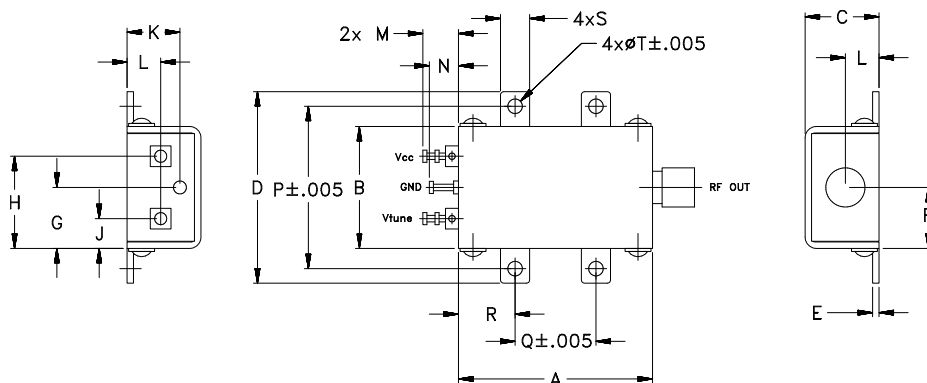 K
L
H
G
J
2x M
N
4xS
4xøT±.005
D
P±.005
B
Vcc
GND
Vtune
RF OUT
R
Q±.005
A
C
L
F
E